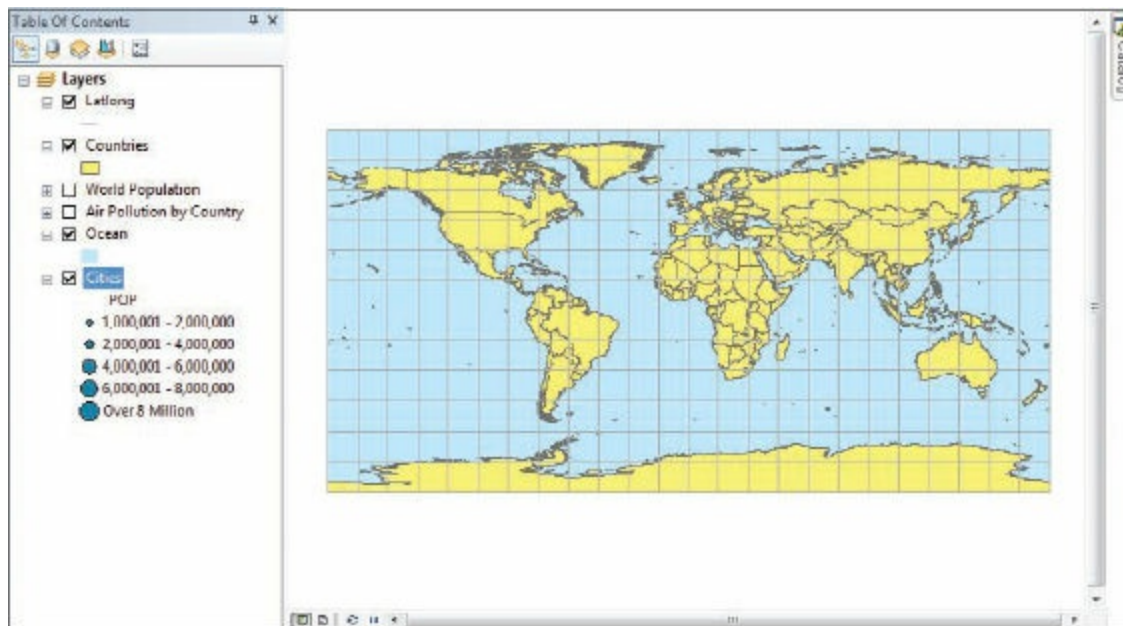 Table Of Contents
Layers
Latlong
Countries
World Population
Air Pollution by Country
Ocean
Cities
POP
1,000,001 - 2,000,000
2,000,001 - 4,000,000
4,000,001 - 6,000,000
6,000,001 - 8,000,000
Over 8 Million
Catalog